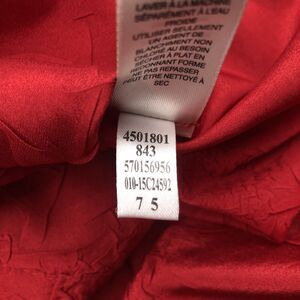 LAVER À LA MACHINE
SÉPARÉMENT À L'EAU
FROIDE
UTILISER SEULEMENT
UN AGENT DE
BLANCHIMENT NON
CHLORÉ AU BESOIN
SÉCHER À PLAT EN
REDONNANT FORME
NE PAS REPASSER
PEUT ÊTRE NETTOYÉ À
SEC
4501801
843
570156956
010-15C24592
7 5